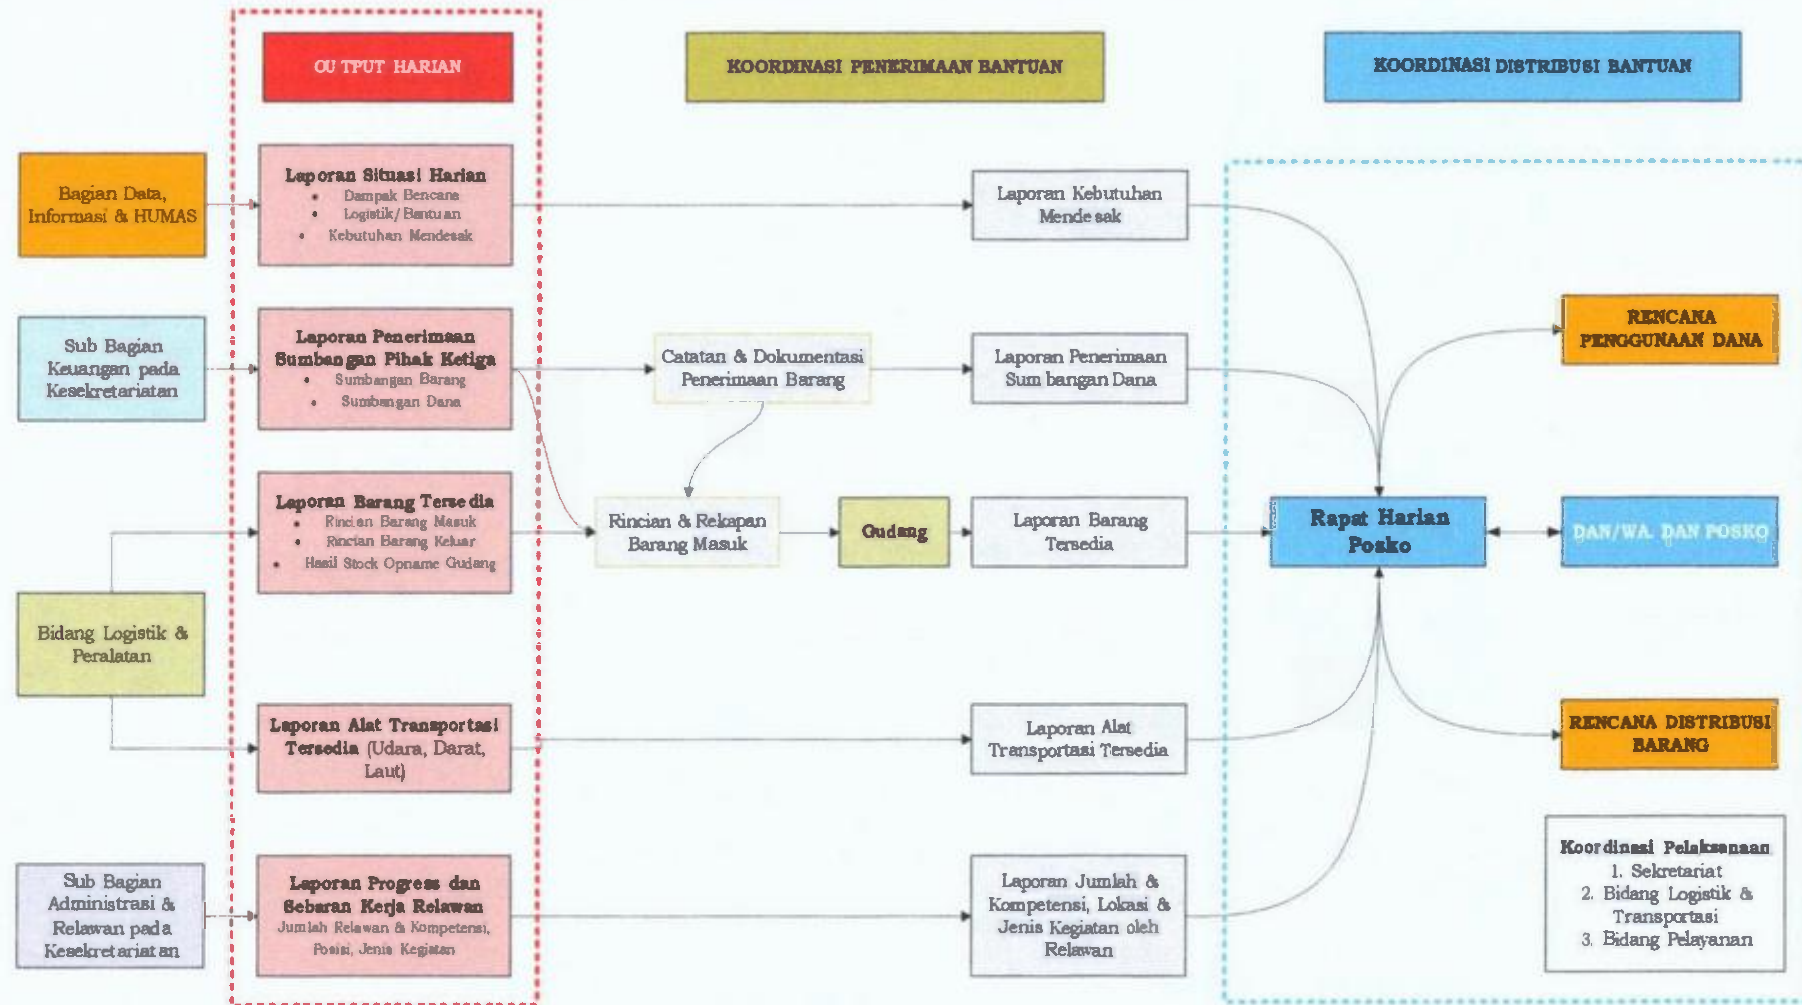 OUTPUT HARIAN
KOORDINASI PENERIMAAN BANTUAN
KOORDINASI DISTRIBUSI BANTUAN
Bagian Data,
Informasi & HUMAS
Laporan Situasi Harian
• Dampak Bencana
• Logistik/Bantuan
• Kebutuhan Mendesak
Laporan Kebutuhan
Mendesak
Sub Bagian
Keuangan pada
Kesekretariatan
Laporan Penerimaan
Sumbangan Pihak Ketiga
• Sumbangan Barang
• Sumbangan Dana
Catatan & Dokumentasi
Penerimaan Barang
Laporan Penerimaan
Sumbangan Dana
RENCANA
PENGGUNAAN DANA
Bidang Logistik &
Peralatan
Laporan Barang Tersedia
• Rincian Barang Masuk
• Rincian Barang Keluar
• Hasil Stock Opname Gudang
Rincian & Rekapan
Barang Masuk
Gudang
Laporan Barang
Tersedia
Rapat Harian
Posko
DAN/WA. DAN POSKO
Laporan Alat Transportasi
Tersedia (Udara, Darat,
Laut)
Laporan Alat
Transportasi Tersedia
RENCANA DISTRIBUSI
BARANG
Sub Bagian
Administrasi &
Relawan pada
Kesekretariatan
Laporan Progress dan
Sebaran Kerja Relawan
Jumlah Relawan & Kompetensi,
Posisi, Jenis Kegiatan
Laporan Jumlah &
Kompetensi, Lokasi &
Jenis Kegiatan oleh
Relawan
Koordinasi Pelaksanaan
1. Sekretariat
2. Bidang Logistik &
Transportasi
3. Bidang Pelayanan